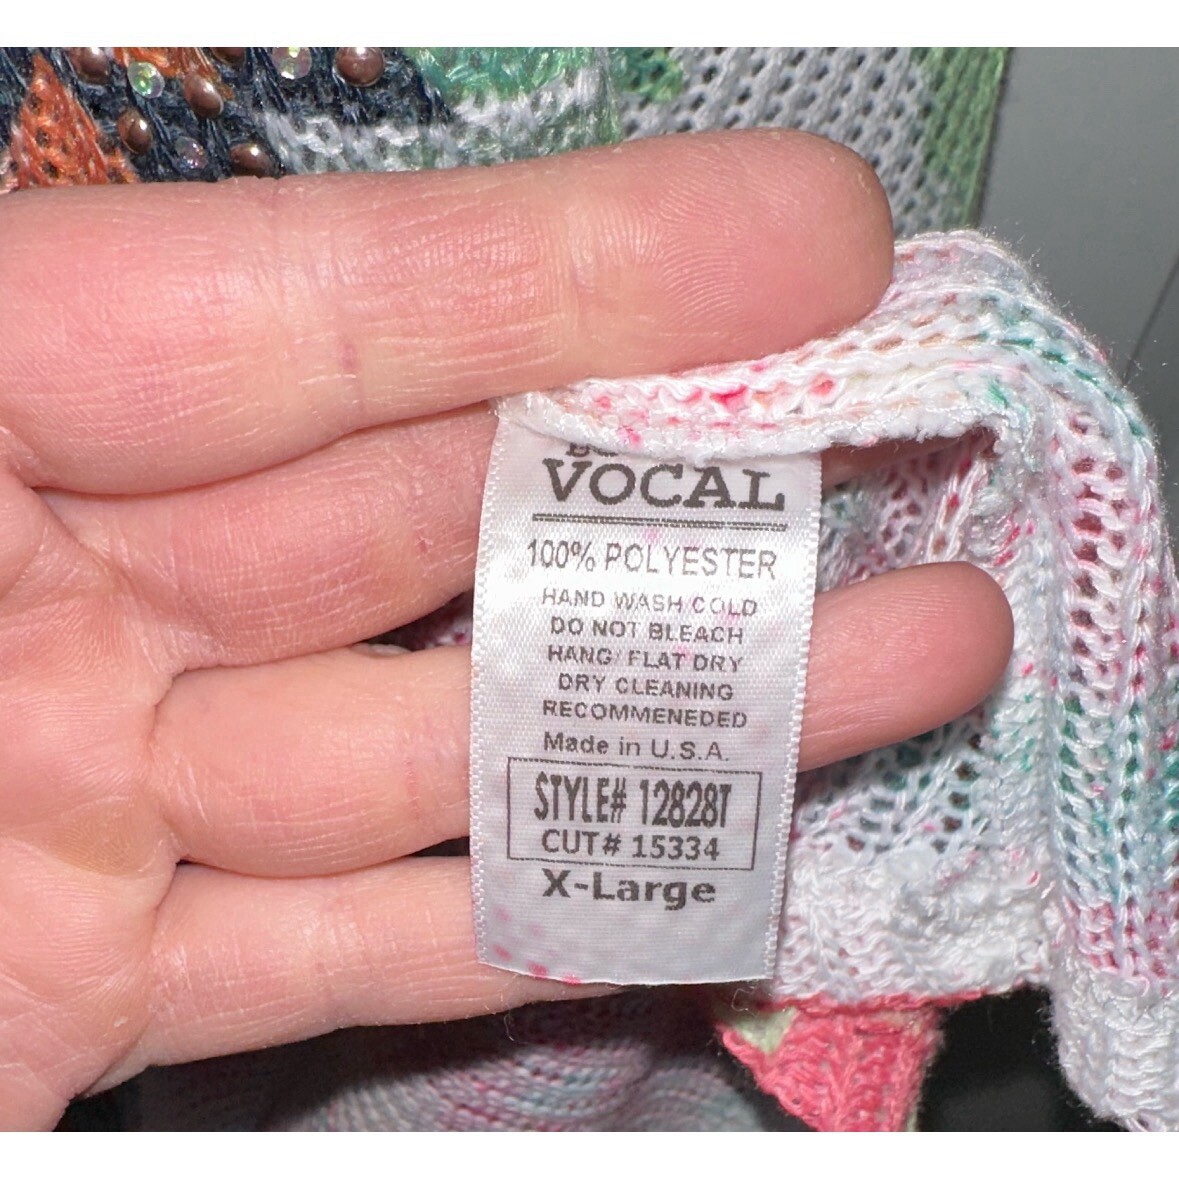 VOCAL
100% POLYESTER
HAND WASH COLD
DO NOT BLEACH
HANG/ FLAT DRY
DRY CLEANING
RECOMMENEDED
Made in U.S.A.
STYLE# 12828T
CUT# 15334
X-Large